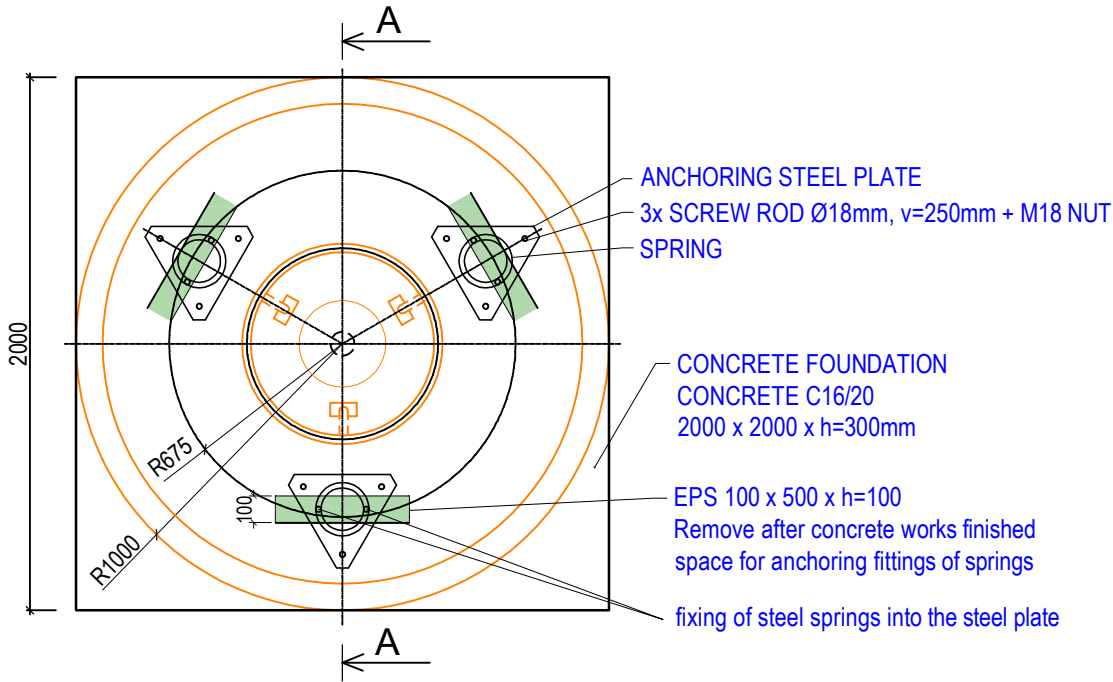 A
ANCHORING STEEL PLATE
3x SCREW ROD Ø18mm, v=250mm + M18 NUT
SPRING
2000
CONCRETE FOUNDATION
CONCRETE C16/20
2000 x 2000 x h=300mm
R675
100
EPS 100 x 500 x h=100
Remove after concrete works finished
space for anchoring fittings of springs
R1000
fixing of steel springs into the steel plate
A